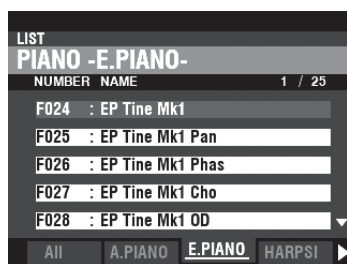 LIST
PIANO -E.PIANO-
NUMBER NAME 1 / 25
F024 : EP Tine Mk1
F025 : EP Tine Mk1 Pan
F026 : EP Tine Mk1 Phas
F027 : EP Tine Mk1 Cho
F028 : EP Tine Mk1 OD
All A.PIANO E.PIANO HARPSI